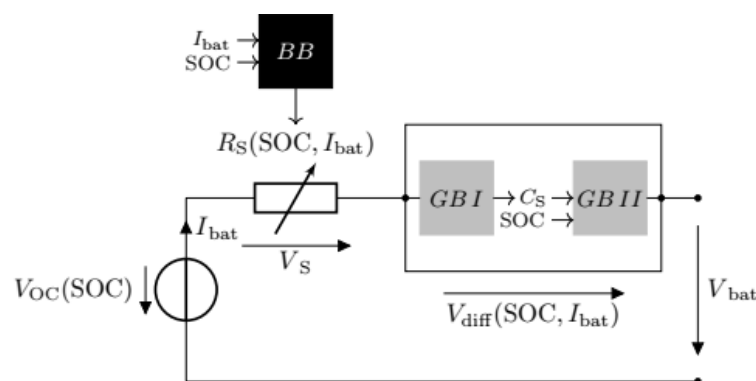 I_bat
SOC
BB
R_S(SOC, I_bat)
GB I
C_S
GB II
SOC
I_bat
V_S
V_OC(SOC)
V_diff(SOC, I_bat)
V_bat